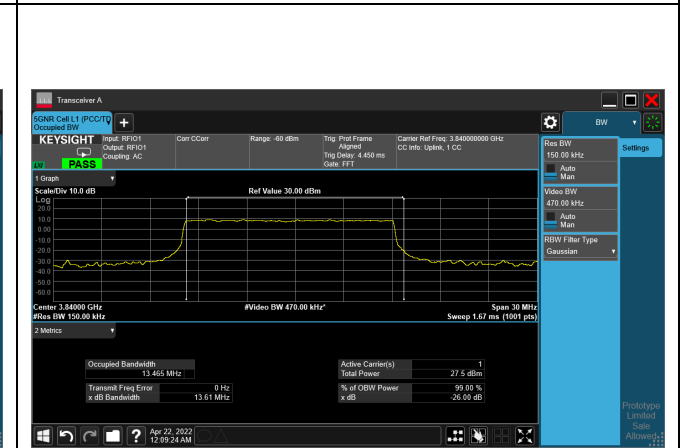 Transceiver A
5GNR Cell L1 (PCC/TD
Occupied BW
BW
KEYSIGHT
Input: RFIO1
Output: RFIO1
Coupling: AC
Corr CCorr
Range: -60 dBm
Trig: Prot Frame
Aligned
Trig Delay: 4.450 ms
Gate: FFT
Carrier Ref Freq: 3.840000000 GHz
CC Info: Uplink, 1 CC
LXI
PASS
1 Graph
Scale/Div 10.0 dB
Ref Value 30.00 dBm
Log
20.0
10.0
0.00
-10.0
-20.0
-30.0
-40.0
-50.0
-60.0
Center 3.84000 GHz
#Video BW 470.00 kHz*
Span 30 MHz
#Res BW 150.00 kHz
Sweep 1.67 ms (1001 pts)
2 Metrics
Occupied Bandwidth
13.465 MHz
Transmit Freq Error 0 Hz
x dB Bandwidth 13.61 MHz
Active Carrier(s) 1
Total Power 27.5 dBm
% of OBW Power 99.00 %
x dB -26.00 dB
Res BW
150.00 kHz
Auto
Man
Video BW
470.00 kHz
Auto
Man
RBW Filter Type
Gaussian
Settings
Prototype
Limited
Sale
Allowed
Apr 22, 2022
12:09:24 AM